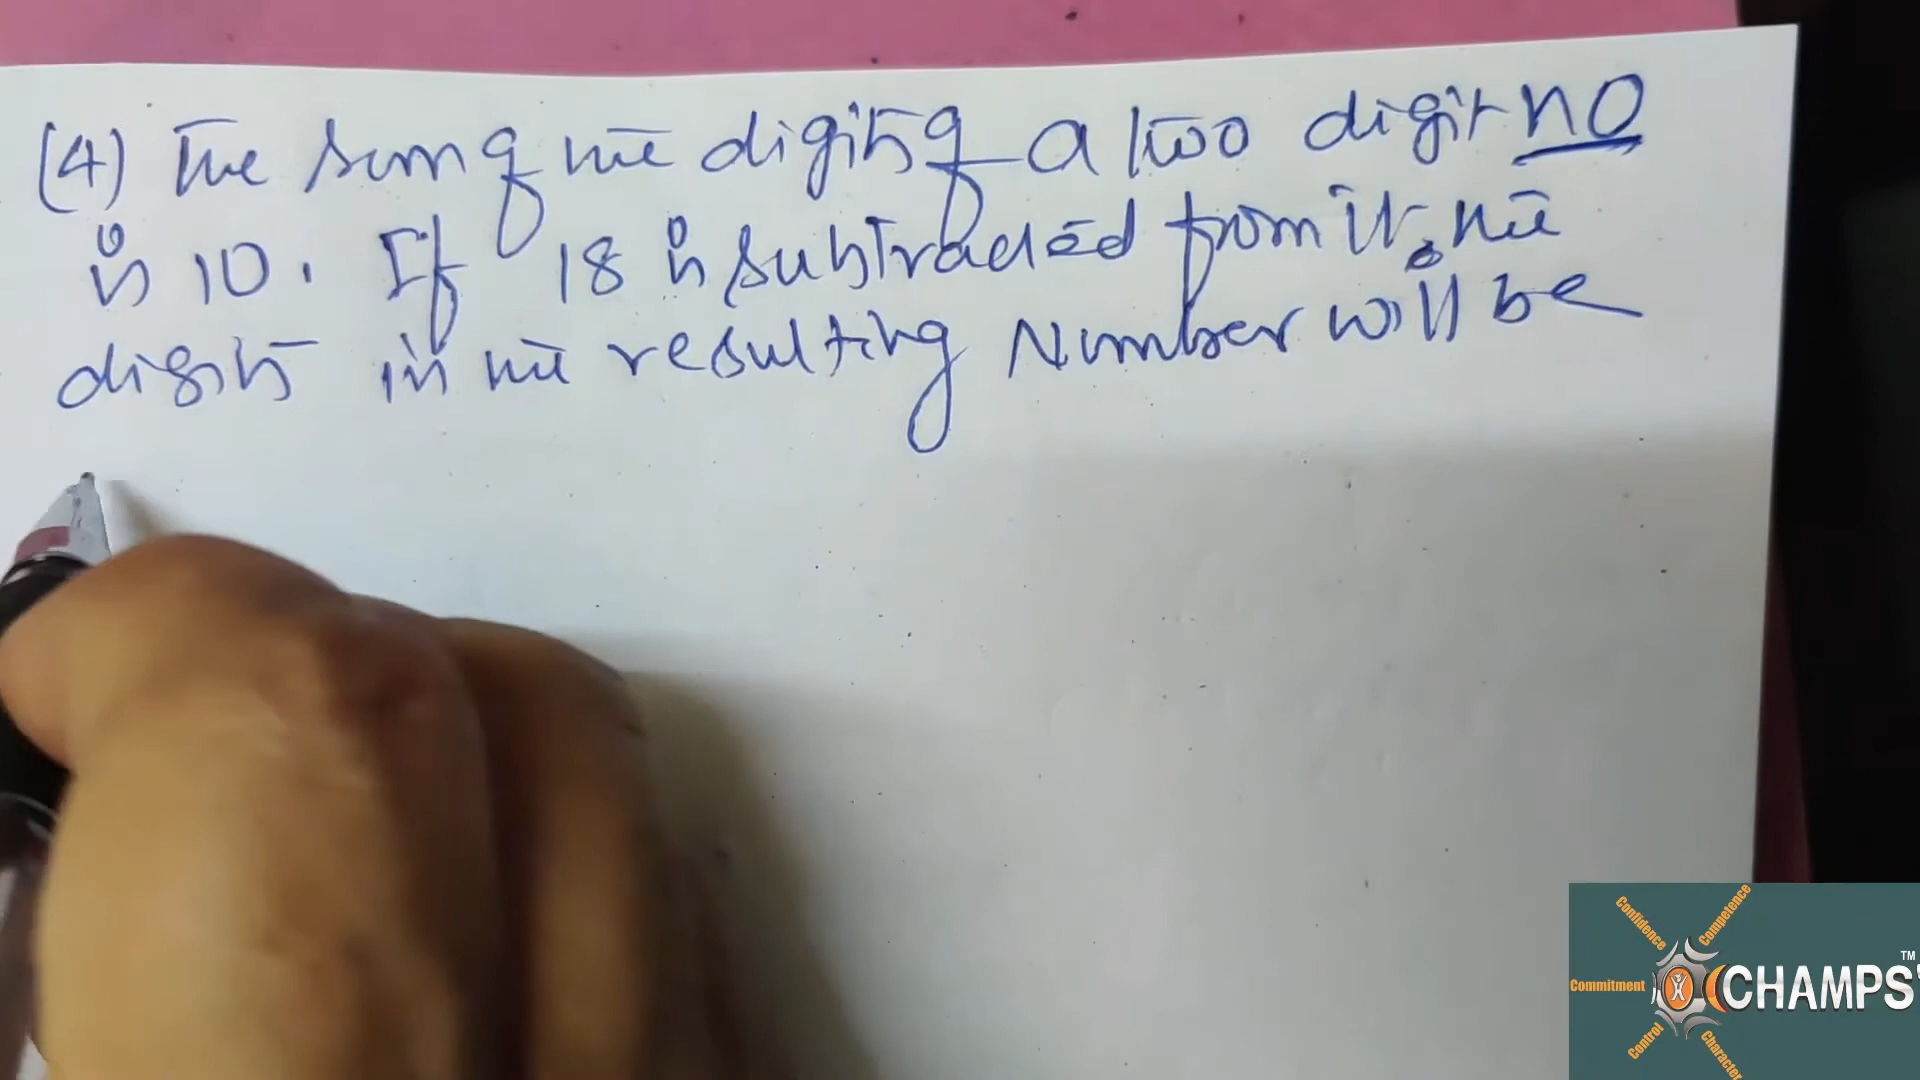 (4) The sum of the digits of a two digit no
is 10. If 18 is subtracted from it, the
digits in the resulting Number will be
Confidence
Competence
Commitment
CHAMPS
TM
Control
Character